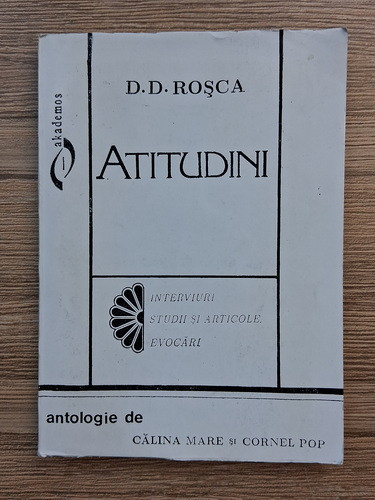 D.D. ROŞCA
akademos
ATITUDINI
INTERVIURI
STUDII ŞI ARTICOLE,
EVOCĂRI
antologie de
CĂLINA MARE ŞI CORNEL POP